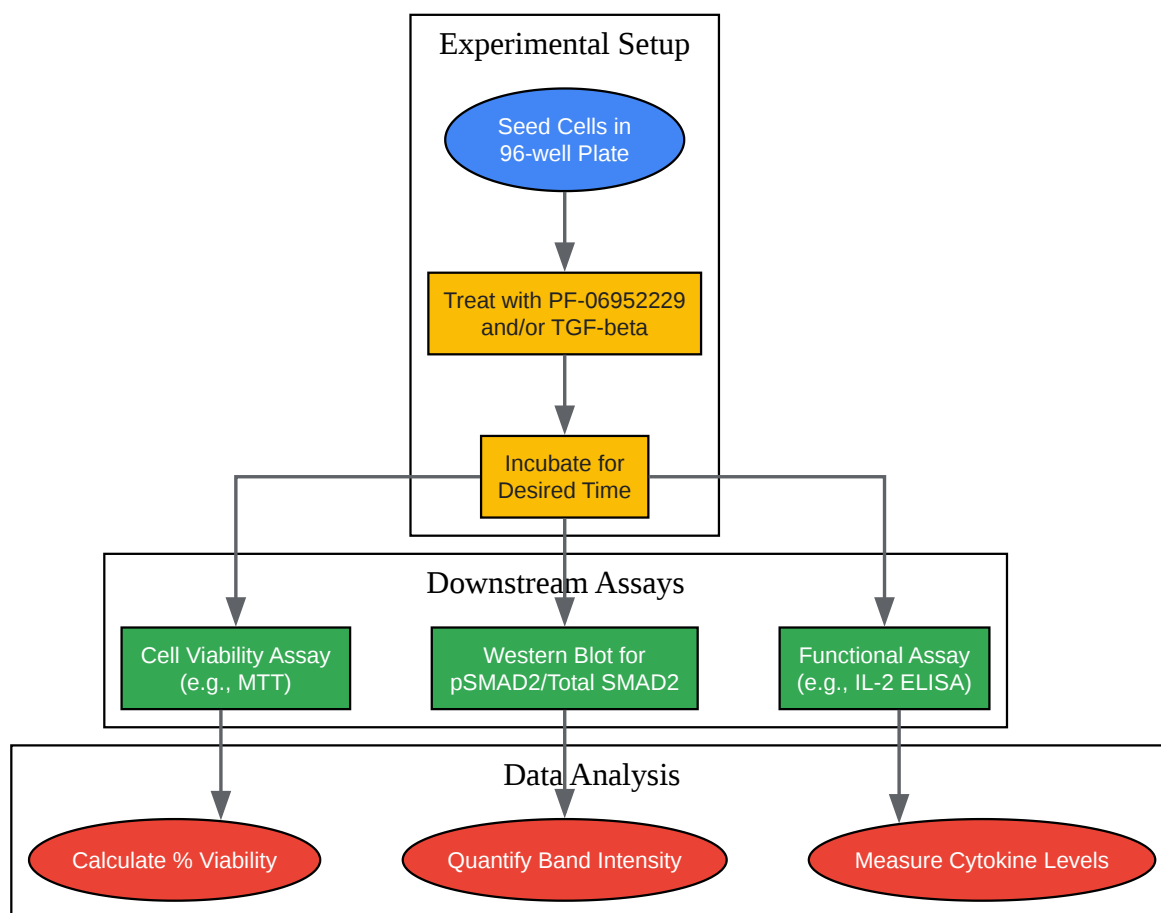 Experimental Setup
Seed Cells in
96-well Plate
Treat with PF-06952229
and/or TGF-beta
Incubate for
Desired Time
Downstream Assays
Cell Viability Assay
(e.g., MTT)
Western Blot for
pSMAD2/Total SMAD2
Functional Assay
(e.g., IL-2 ELISA)
Data Analysis
Calculate % Viability
Quantify Band Intensity
Measure Cytokine Levels